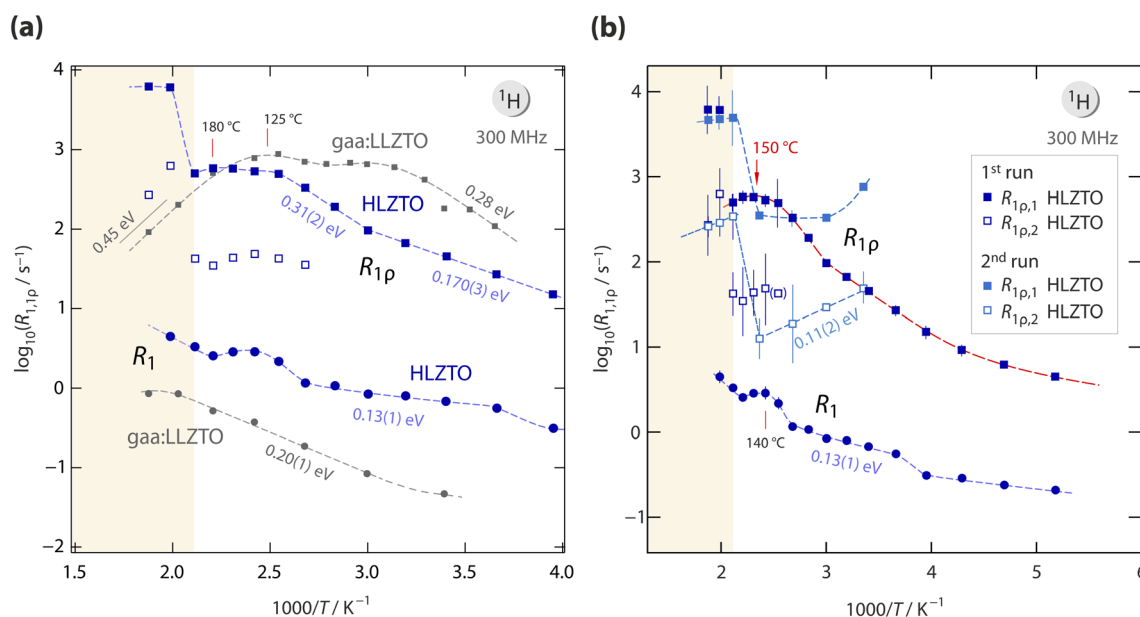 (a)
4
3
2
1
0
−1
−2
1.5
2.0
2.5
3.0
3.5
4.0
log10(R1,1ρ / s−1)
1000/T / K−1
1H
300 MHz
180 °C
125 °C
gaa:LLZTO
0.45 eV
HLZTO
0.31(2) eV
0.28
R1ρ
0.170(3) eV
R1
HLZTO
0.13(1) eV
gaa:LLZTO
0.20(1) eV
(b)
4
3
2
1
0
−1
2
3
4
5
6
log10(R1,1ρ / s−1)
1000/T / K−1
1H
300 MHz
150 °C
R1ρ
0.11(2) eV
R1
140 °C
0.13(1) eV
1st run
R1ρ,1 HLZTO
R1ρ,2 HLZTO
2nd run
R1ρ,1 HLZTO
R1ρ,2 HLZTO